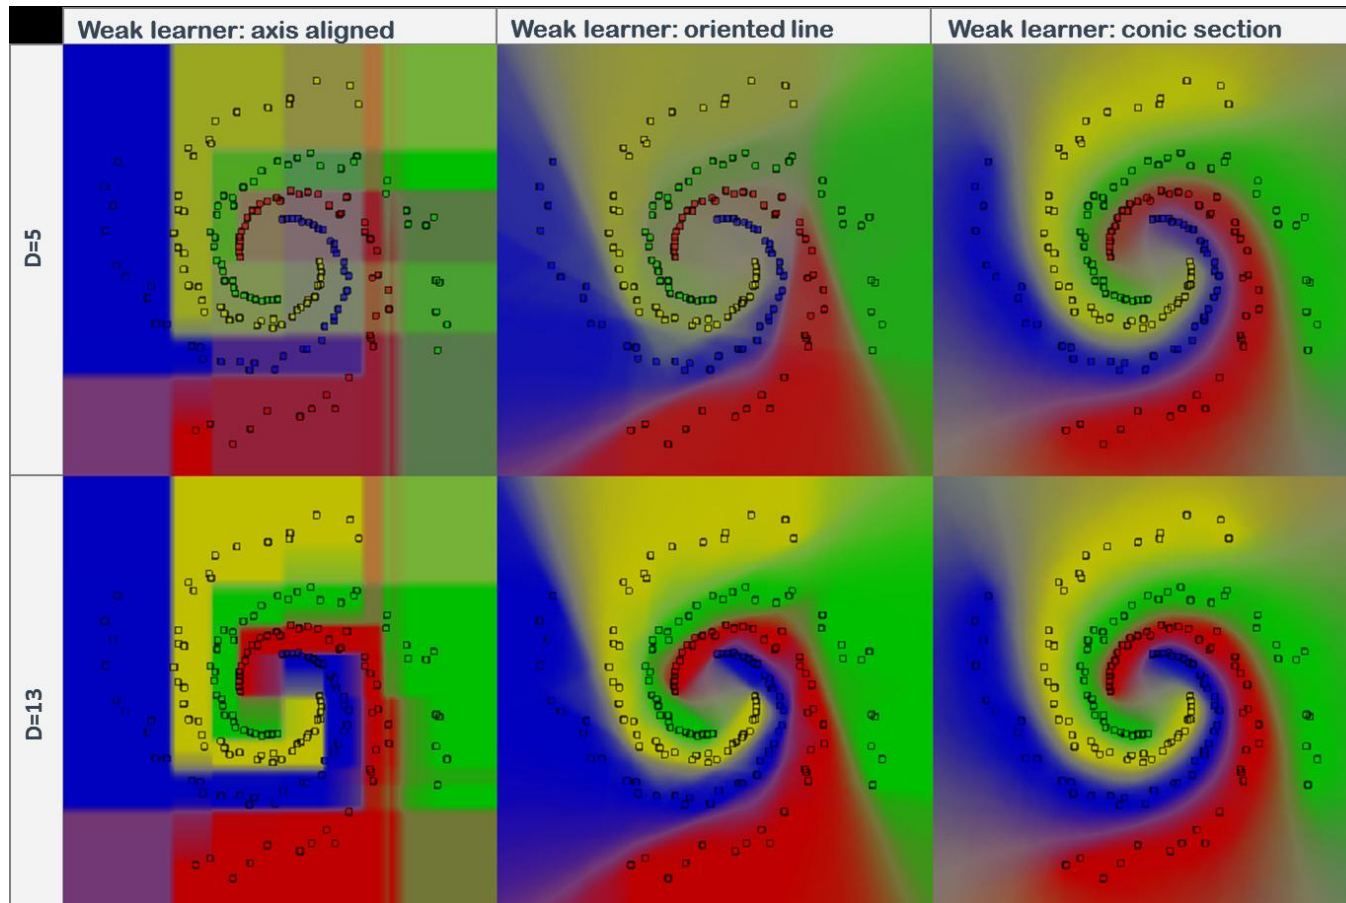 Weak learner: axis aligned
Weak learner: oriented line
Weak learner: conic section
D=5
D=13